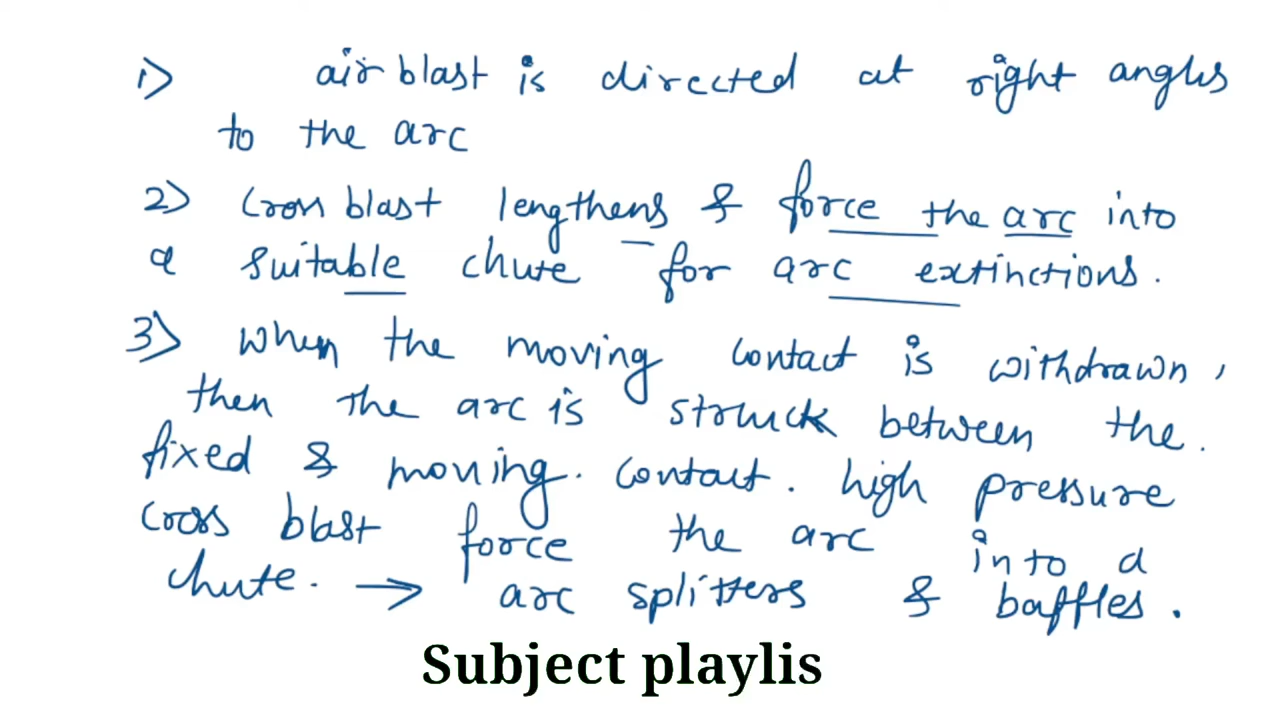 1) air blast is directed at right angles
to the arc
2) Cross blast lengthens & force the arc into
a suitable chute for arc extinctions.
3) when the moving contact is withdrawn,
then the arc is struck between the.
fixed & moving. contact. high pressure
cross blast force the arc into a
chute. → arc splitters & baffles.
Subject playlis